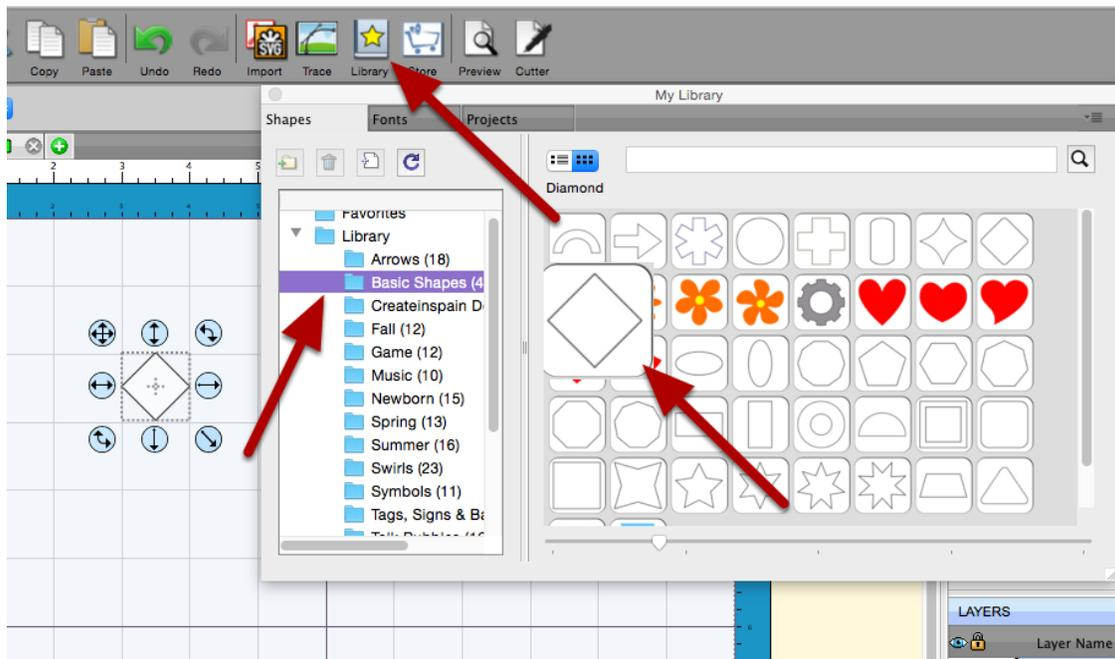 Copy Paste Undo Redo Import Trace Library Store Preview Cutter
SVG
My Library
Shapes Fonts Projects
Diamond
Favorites
Library
Arrows (18)
Basic Shapes (4
Createinspain D
Fall (12)
Game (12)
Music (10)
Newborn (15)
Spring (13)
Summer (16)
Swirls (23)
Symbols (11)
Tags, Signs & Ba
2 3 4 5
6
LAYERS
Layer Name